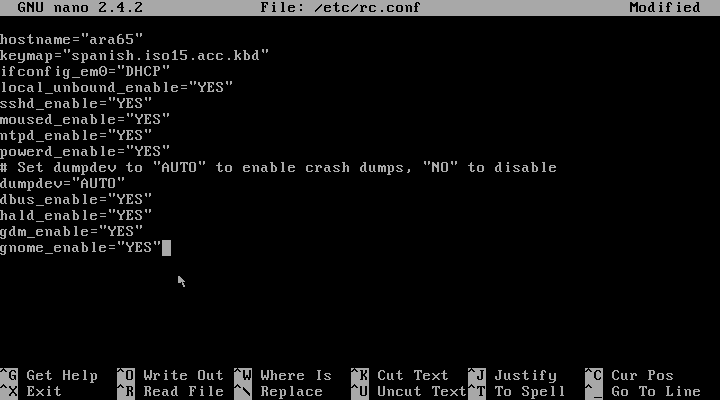 GNU nano 2.4.2 File: /etc/rc.conf Modified
hostname="ara65"
keymap="spanish.iso15.acc.kbd"
ifconfig_em0="DHCP"
local_unbound_enable="YES"
sshd_enable="YES"
moused_enable="YES"
ntpd_enable="YES"
powerd_enable="YES"
# Set dumpdev to "AUTO" to enable crash dumps, "NO" to disable
dumpdev="AUTO"
dbus_enable="YES"
hald_enable="YES"
gdm_enable="YES"
gnome_enable="YES"
^G Get Help ^O Write Out ^W Where Is ^K Cut Text ^J Justify ^C Cur Pos
^X Exit ^R Read File ^\ Replace ^U Uncut Text ^T To Spell ^_ Go To Line